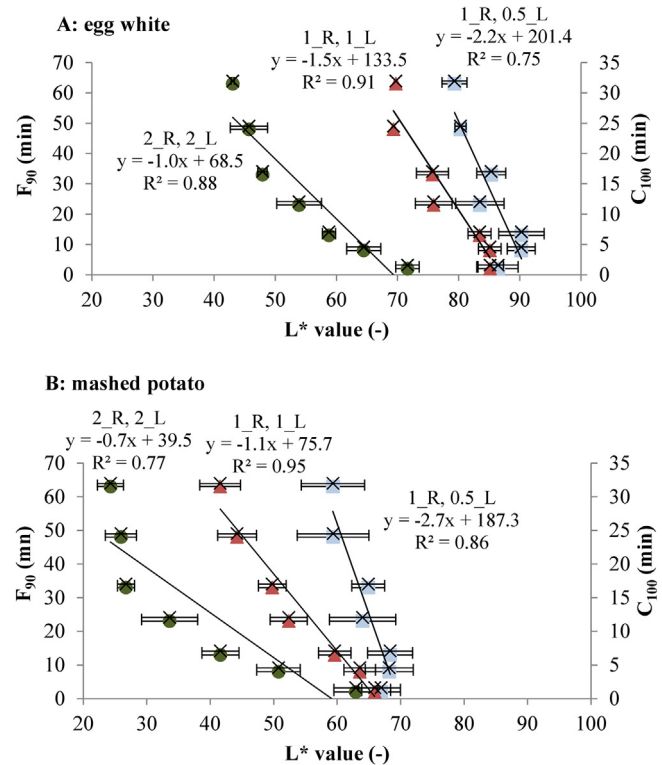 A: egg white
1_R, 1_L
y = -1.5x + 133.5
R² = 0.91
1_R, 0.5_L
y = -2.2x + 201.4
R² = 0.75
2_R, 2_L
y = -1.0x + 68.5
R² = 0.88
70
60
50
40
30
20
10
0
F90 (min)
35
30
25
20
15
10
5
0
C100 (min)
20 30 40 50 60 70 80 90 100
L* value (-)
B: mashed potato
2_R, 2_L
y = -0.7x + 39.5
R² = 0.77
1_R, 1_L
y = -1.1x + 75.7
R² = 0.95
1_R, 0.5_L
y = -2.7x + 187.3
R² = 0.86
70
60
50
40
30
20
10
0
F90 (mn)
35
30
25
20
15
10
5
0
C100 (min)
20 30 40 50 60 70 80 90 100
L* value (-)